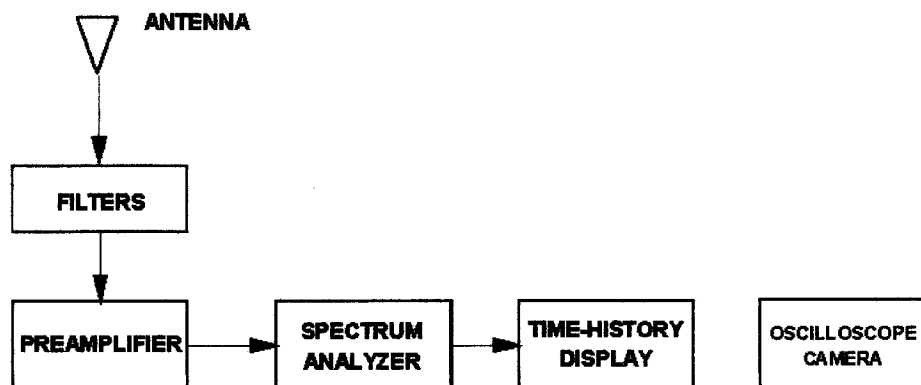 ANTENNA
FILTERS
PREAMPLIFIER
SPECTRUM
ANALYZER
TIME-HISTORY
DISPLAY
OSCILLOSCOPE
CAMERA